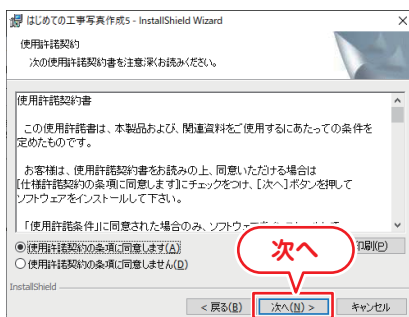 はじめての工事写真作成5 - InstallShield Wizard
使用許諾契約
次の使用許諾契約書を注意深くお読みください。
使用許諾契約書
この使用許諾書は、本製品および、関連資料をご使用するにあたっての条件を
定めたものです。
お客様は、使用許諾契約書をお読みの上、同意いただける場合は
[仕様許諾契約の条項に同意します]にチェックをつけ、[次へ]ボタンを押して
ソフトウェアをインストールして下さい。
「使用許諾条件」に同意された場合のみ、ソフトウェア
使用許諾契約の条項に同意します(A)
印刷(P)
次へ
使用許諾契約の条項に同意しません(D)
InstallShield
< 戻る(B)
次へ(N) >
キャンセル